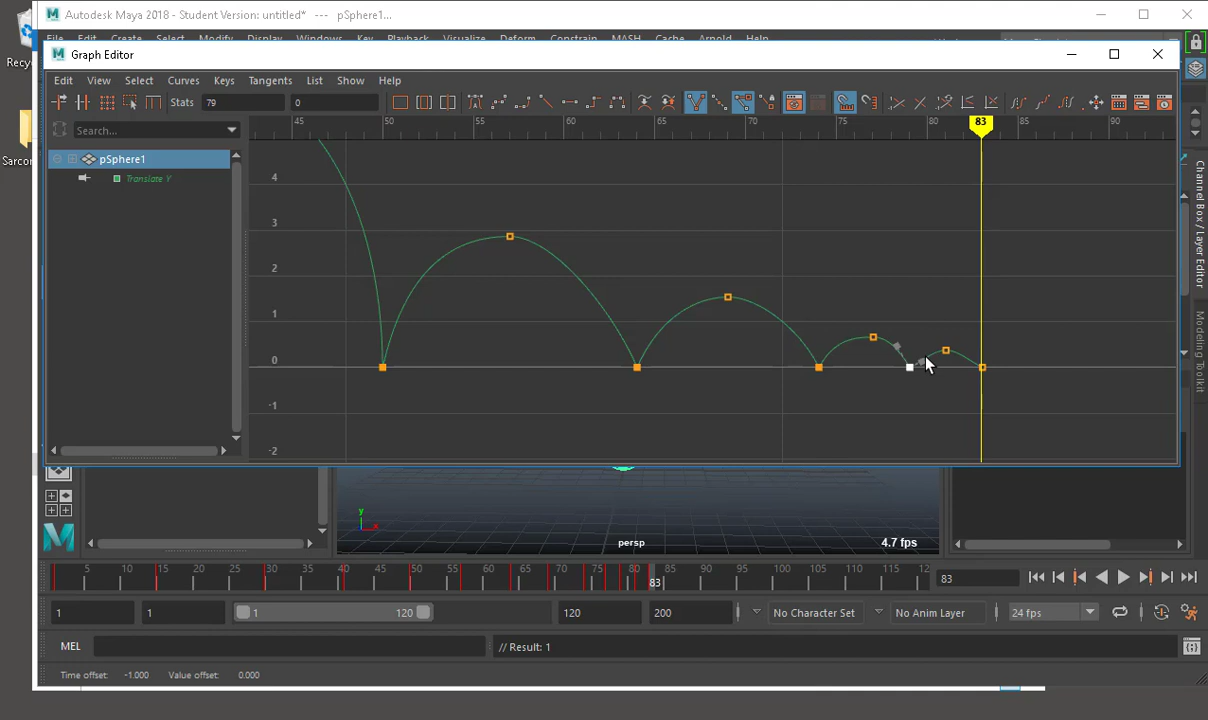 Autodesk Maya 2018 - Student Version: untitled* --- pSphere1...
Graph Editor
Edit View Select Curves Keys Tangents List Show Help
Stats 79 0
Search...
45 50 55 60 65 70 75 80 83 85 90
pSphere1
Translate Y
4
3
2
1
0
-1
-2
Channel Box / Layer Editor
Modeling Toolkit
Recy
Sarcor
y
x
persp
4.7 fps
5 10 15 20 25 30 35 40 45 50 55 60 65 70 75 80 83 85 90 95 100 105 110 115 120
83
1 1 1 120 120 200 No Character Set No Anim Layer 24 fps
MEL // Result: 1
Time offset: -1.000 Value offset: 0.000